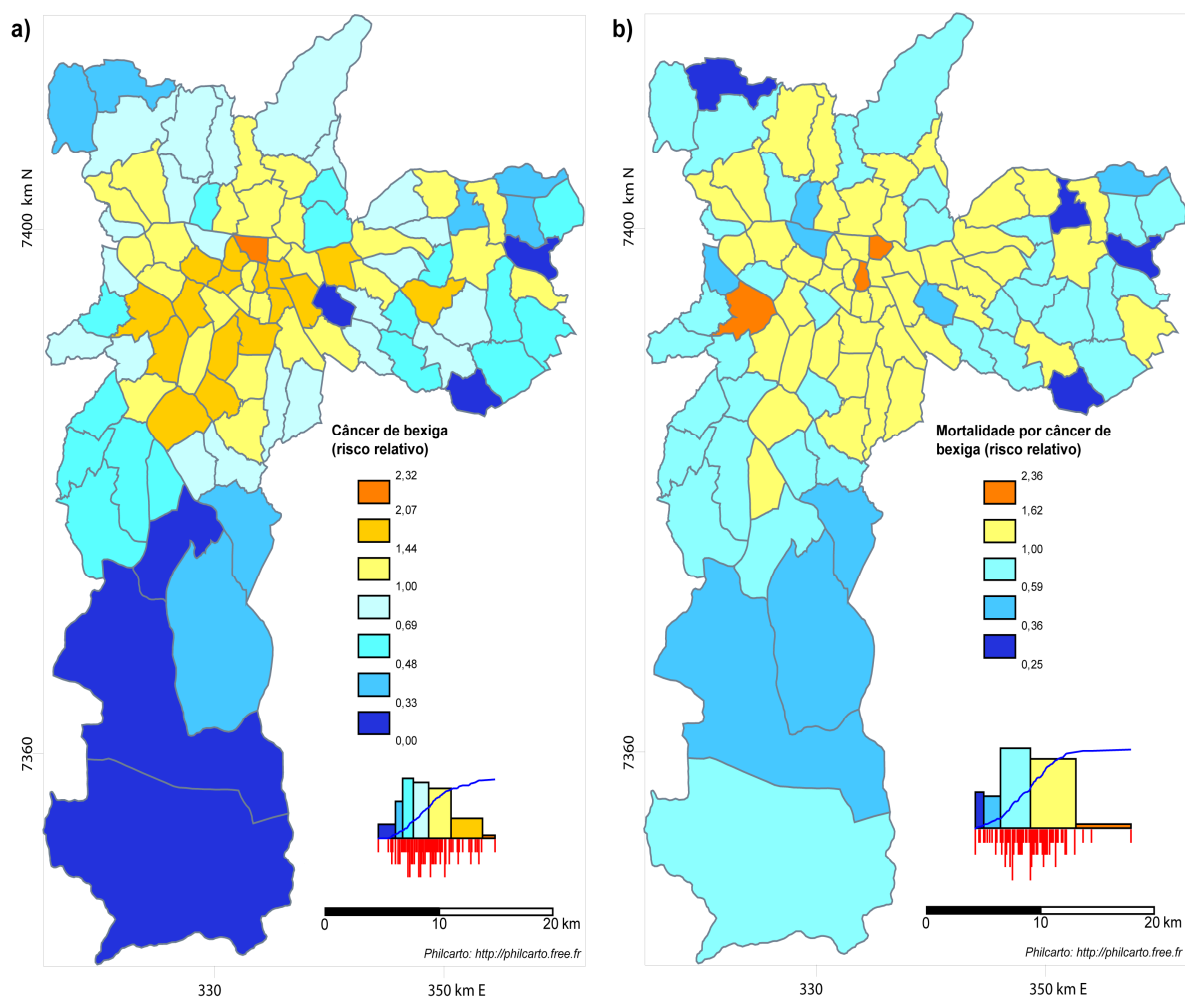 a)
7400 km N
7360
Câncer de bexiga
(risco relativo)
2,32
2,07
1,44
1,00
0,69
0,48
0,33
0,00
0 10 20 km
Philcarto: http://philcarto.free.fr
330 350 km E
b)
7400 km N
7360
Mortalidade por câncer de
bexiga (risco relativo)
2,36
1,62
1,00
0,59
0,36
0,25
0 10 20 km
Philcarto: http://philcarto.free.fr
330 350 km E